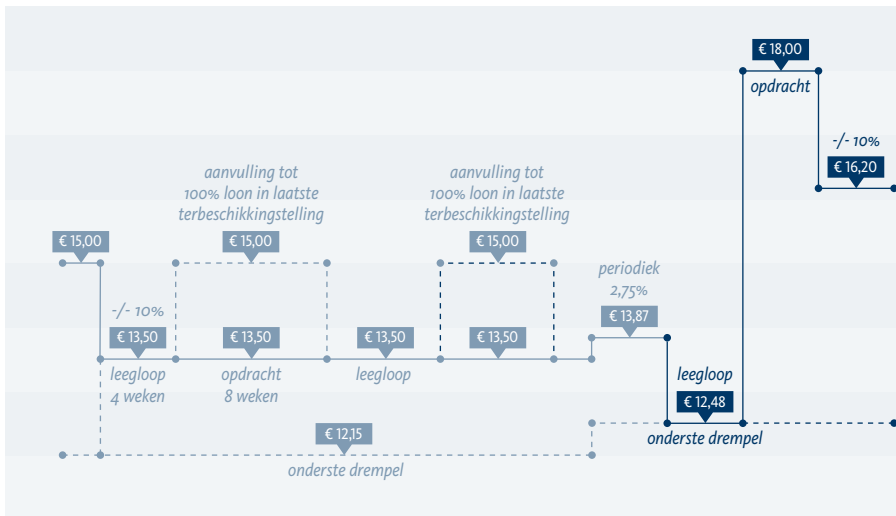 € 18,00
opdracht
-/- 10%
€ 16,20
aanvulling tot
100% loon in laatste
terbeschikkingstelling
aanvulling tot
100% loon in laatste
terbeschikkingstelling
€ 15,00
€ 15,00
€ 15,00
periodiek
2,75%
-/- 10%
€ 13,87
€ 13,50
€ 13,50
€ 13,50
€ 13,50
leegloop
4 weken
opdracht
8 weken
leegloop
leegloop
€ 12,48
€ 12,15
onderste drempel
onderste drempel